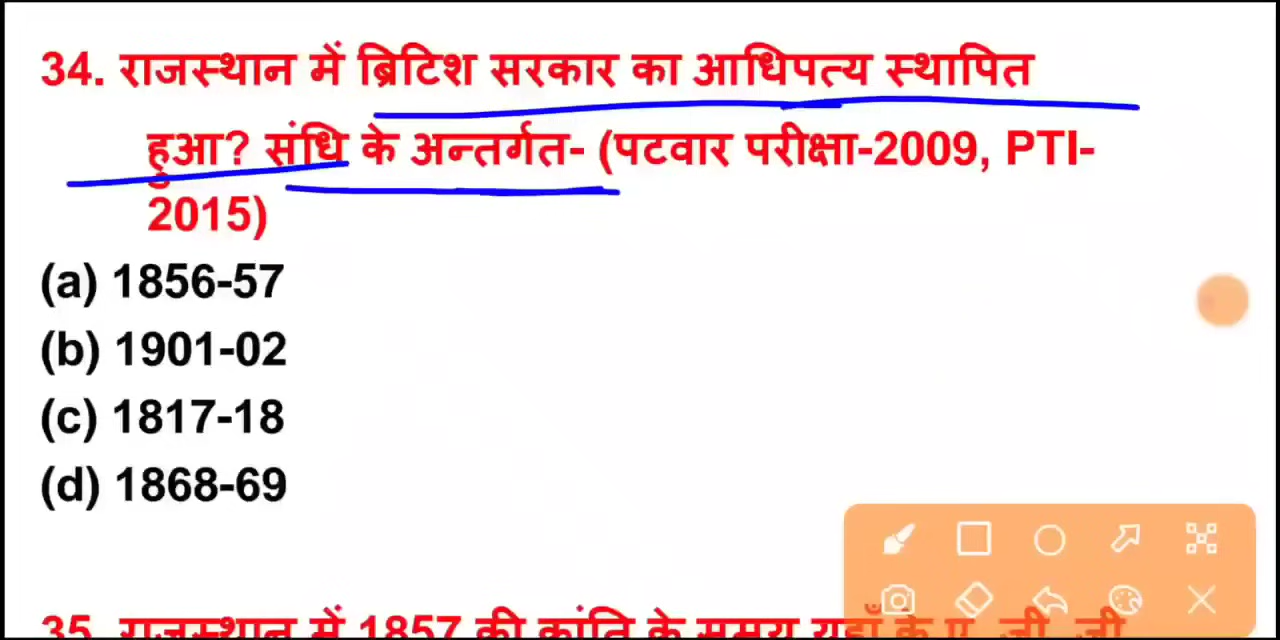 34. राजस्थान में ब्रिटिश सरकार का आधिपत्य स्थापित
हुआ? संधि के अन्तर्गत- (पटवार परीक्षा-2009, PTI-
2015)
(a) 1856-57
(b) 1901-02
(c) 1817-18
(d) 1868-69
35. राजस्थान में 1857 की क्रांति के समय यहाँ के ए. जी. जी.